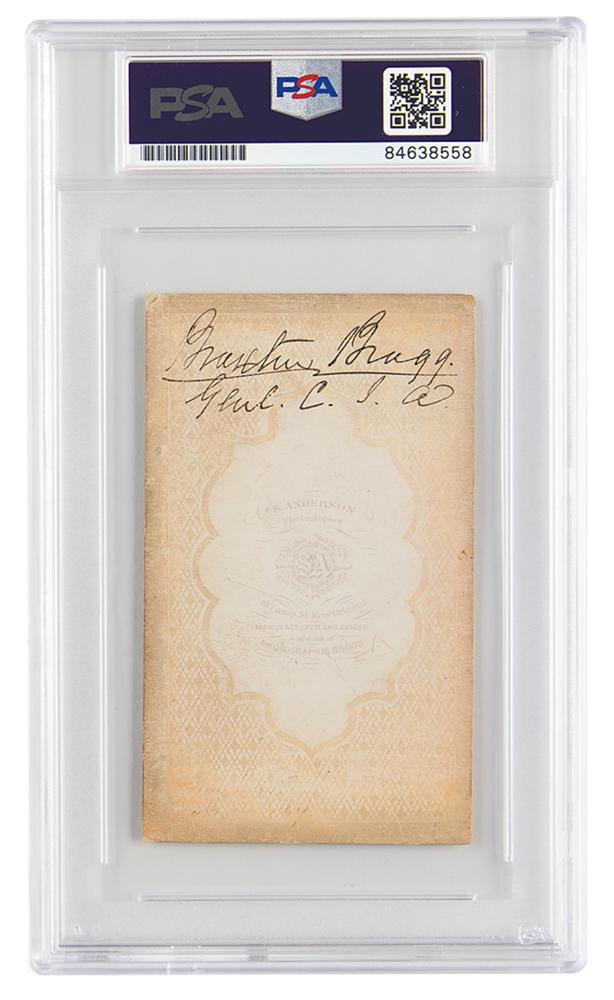 PSA
PSA
84638558
Braxton Bragg.
Genl. C. S. A.
S. ANDERSON
Photographer
SA
61 Camp St. New Orleans
MANUFACTURER AND DEALER
in all kinds of
PHOTOGRAPHIC GOODS
PSA